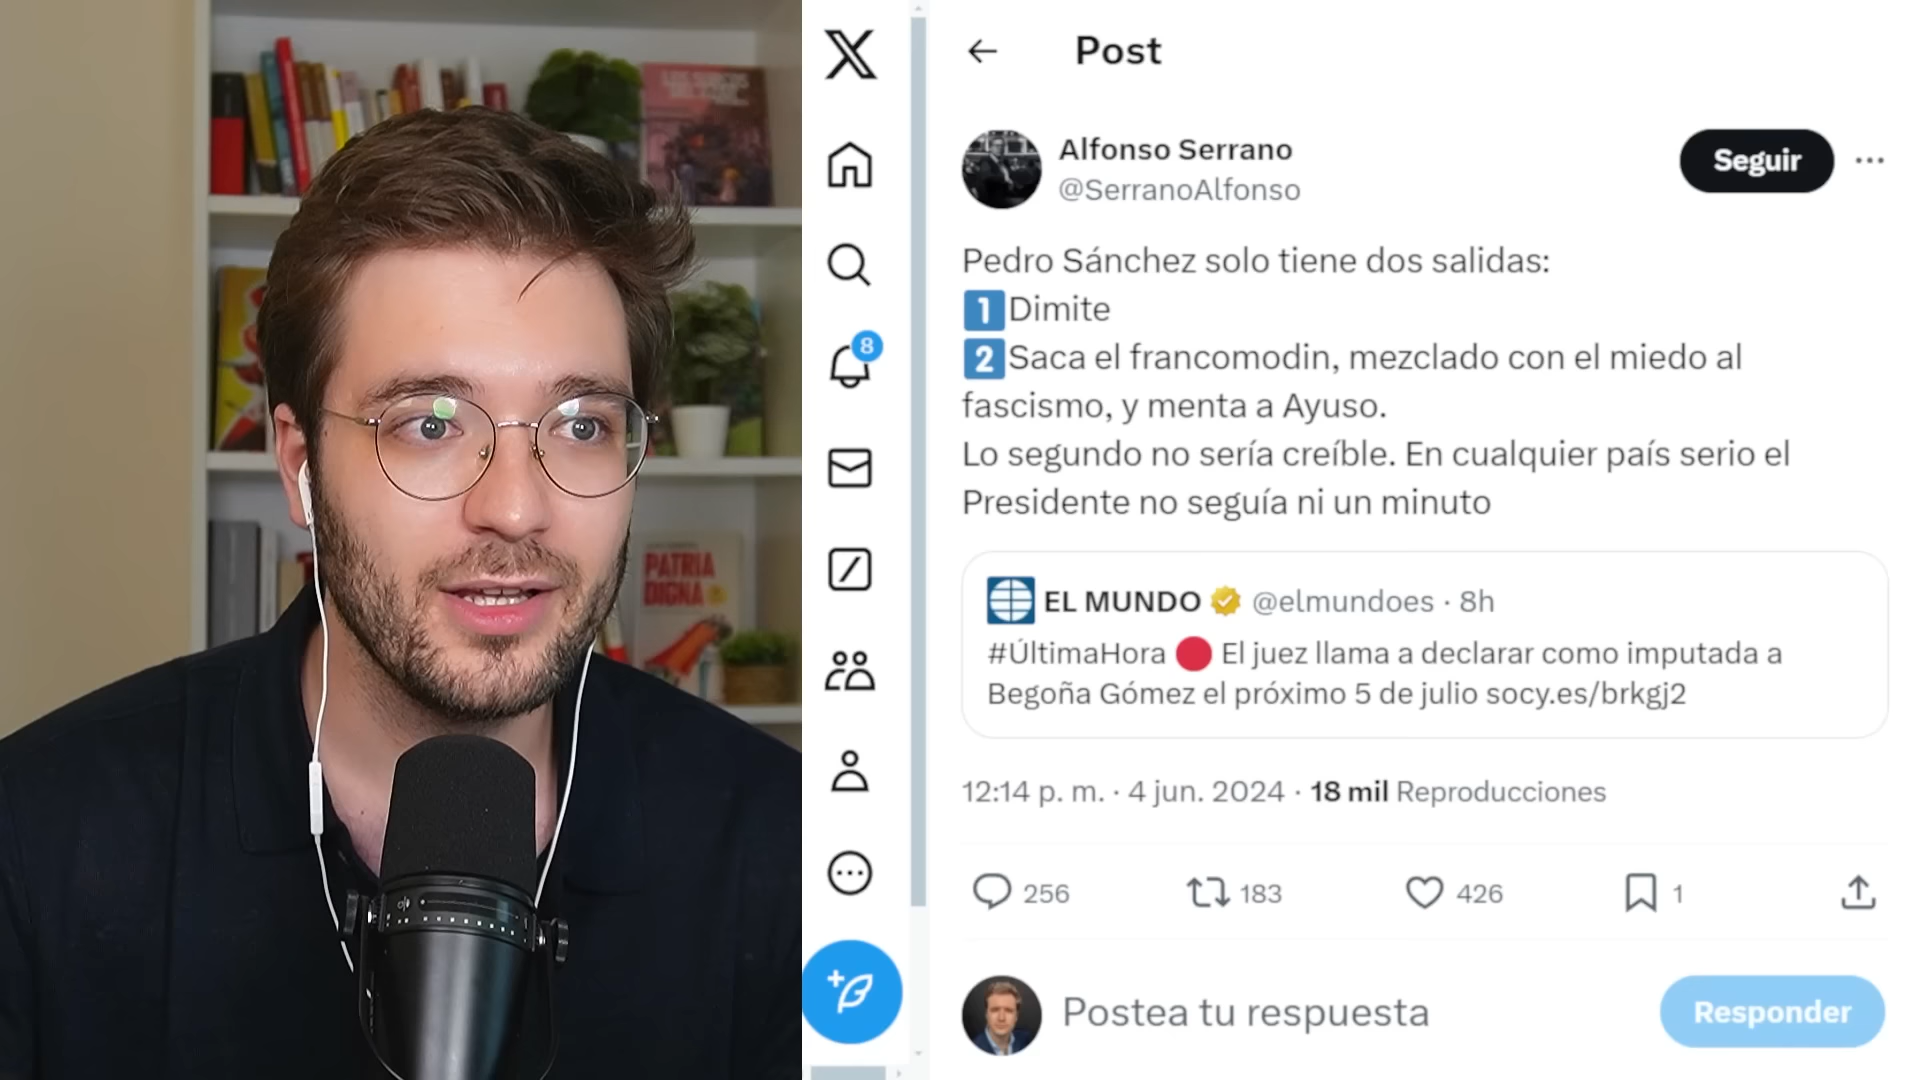 Post
Alfonso Serrano
@SerranoAlfonso
Seguir
Pedro Sánchez solo tiene dos salidas:
1 Dimite
2 Saca el francomodin, mezclado con el miedo al
fascismo, y menta a Ayuso.
Lo segundo no sería creíble. En cualquier país serio el
Presidente no seguía ni un minuto
EL MUNDO @elmundoes · 8h
#ÚltimaHora 🔴 El juez llama a declarar como imputada a
Begoña Gómez el próximo 5 de julio socy.es/brkgj2
12:14 p. m. · 4 jun. 2024 · 18 mil Reproducciones
256 183 426 1
Postea tu respuesta
Responder
8
PATRIA
DIGNA